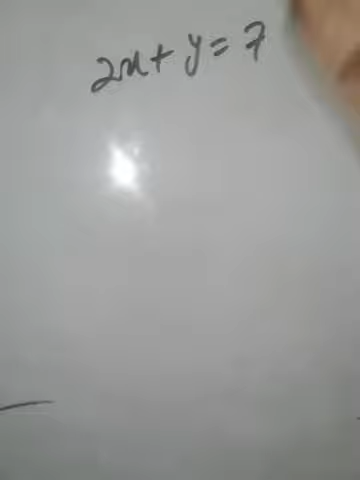 2x + y = 7